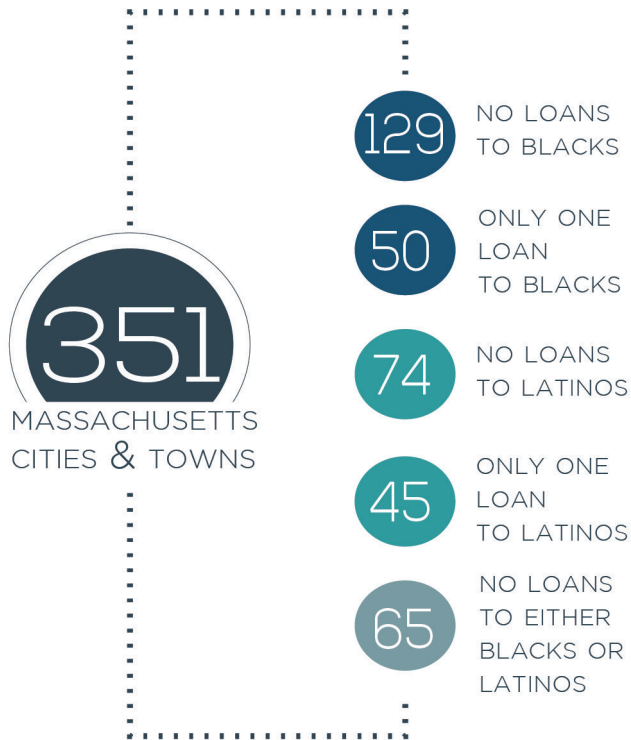 351
MASSACHUSETTS
CITIES & TOWNS
129
NO LOANS
TO BLACKS
50
ONLY ONE
LOAN
TO BLACKS
74
NO LOANS
TO LATINOS
45
ONLY ONE
LOAN
TO LATINOS
65
NO LOANS
TO EITHER
BLACKS OR
LATINOS